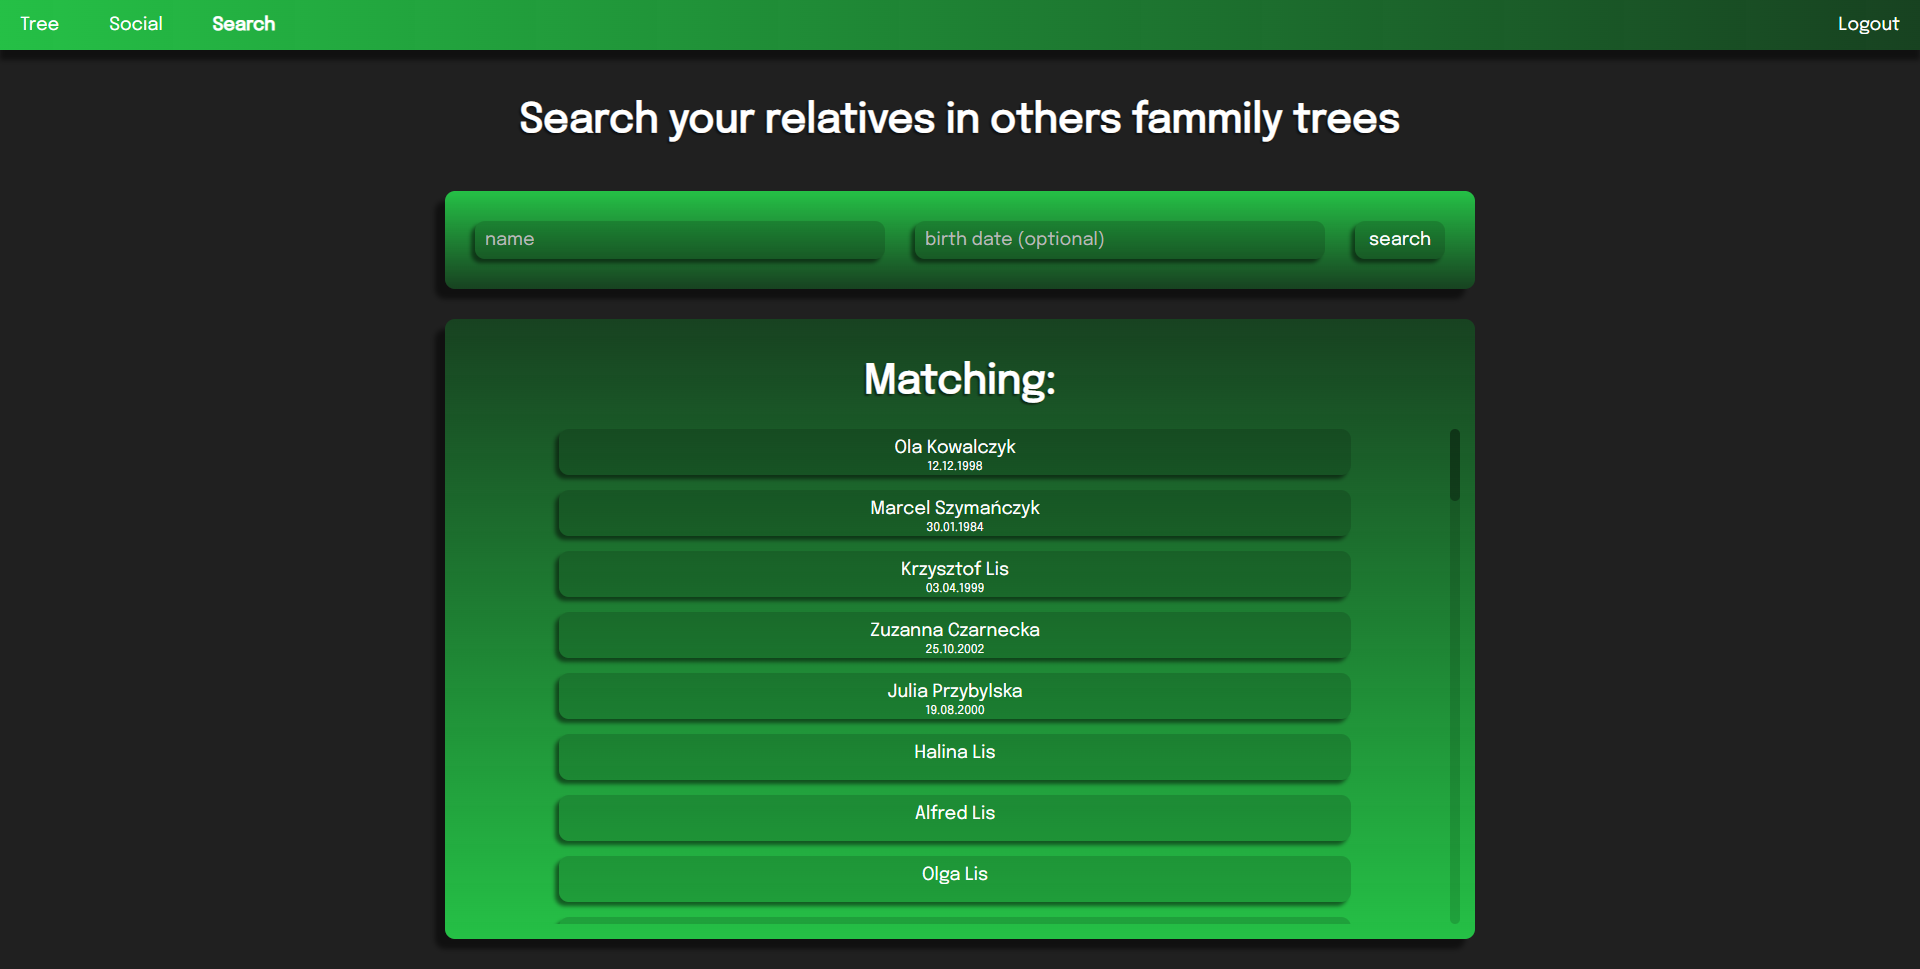 Tree Social Search Logout
Search your relatives in others fammily trees
name birth date (optional) search
Matching:
Ola Kowalczyk
12.12.1998
Marcel Szymańczyk
30.01.1984
Krzysztof Lis
03.04.1999
Zuzanna Czarnecka
25.10.2002
Julia Przybylska
19.08.2000
Halina Lis
Alfred Lis
Olga Lis